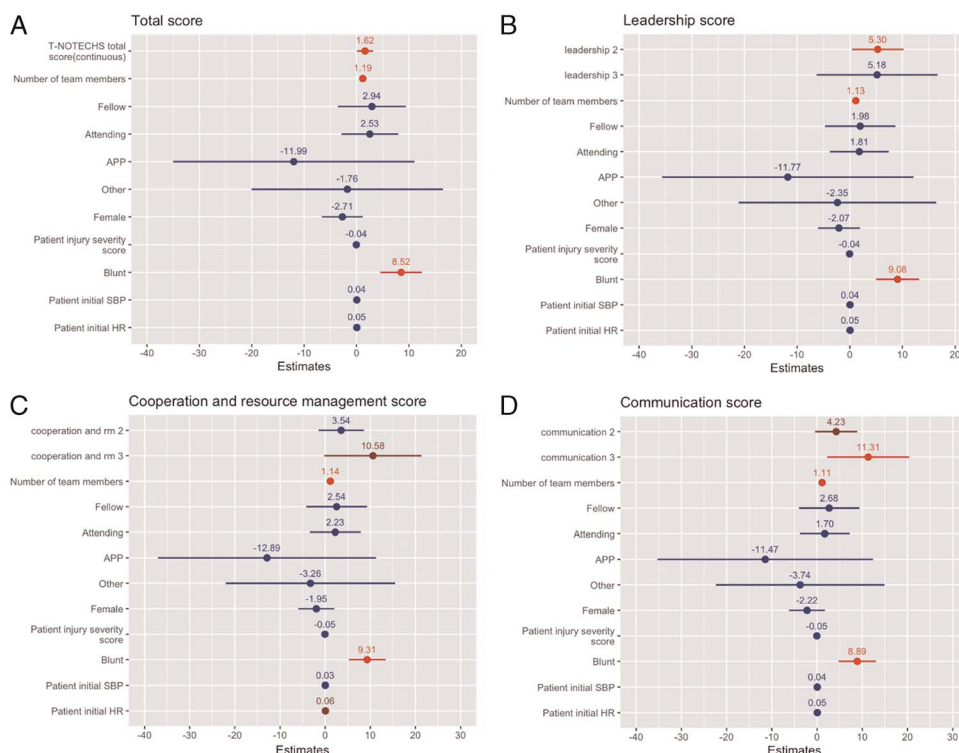 A
Total score
T-NOTECHS total
score(continuous)
1.62
Number of team members
1.19
Fellow
2.94
Attending
2.53
APP
-11.99
Other
-1.76
Female
-2.71
Patient injury severity
score
-0.04
Blunt
8.52
Patient initial SBP
0.04
Patient initial HR
0.05
-40 -30 -20 -10 0 10 20
Estimates
B
Leadership score
leadership 2
5.30
leadership 3
5.18
Number of team members
1.13
Fellow
1.98
Attending
1.81
APP
-11.77
Other
-2.35
Female
-2.07
Patient injury severity
score
-0.04
Blunt
9.08
Patient initial SBP
0.04
Patient initial HR
0.05
-40 -30 -20 -10 0 10 20
Estimates
C
Cooperation and resource management score
cooperation and rm 2
3.54
cooperation and rm 3
10.58
Number of team members
1.14
Fellow
2.54
Attending
2.23
APP
-12.89
Other
-3.26
Female
-1.95
Patient injury severity
score
-0.05
Blunt
9.31
Patient initial SBP
0.03
Patient initial HR
0.06
-40 -30 -20 -10 0 10 20 30
Estimates
D
Communication score
communication 2
4.23
communication 3
11.31
Number of team members
1.11
Fellow
2.68
Attending
1.70
APP
-11.47
Other
-3.74
Female
-2.22
Patient injury severity
score
-0.05
Blunt
8.89
Patient initial SBP
0.04
Patient initial HR
0.05
-40 -30 -20 -10 0 10 20 30
Estimates